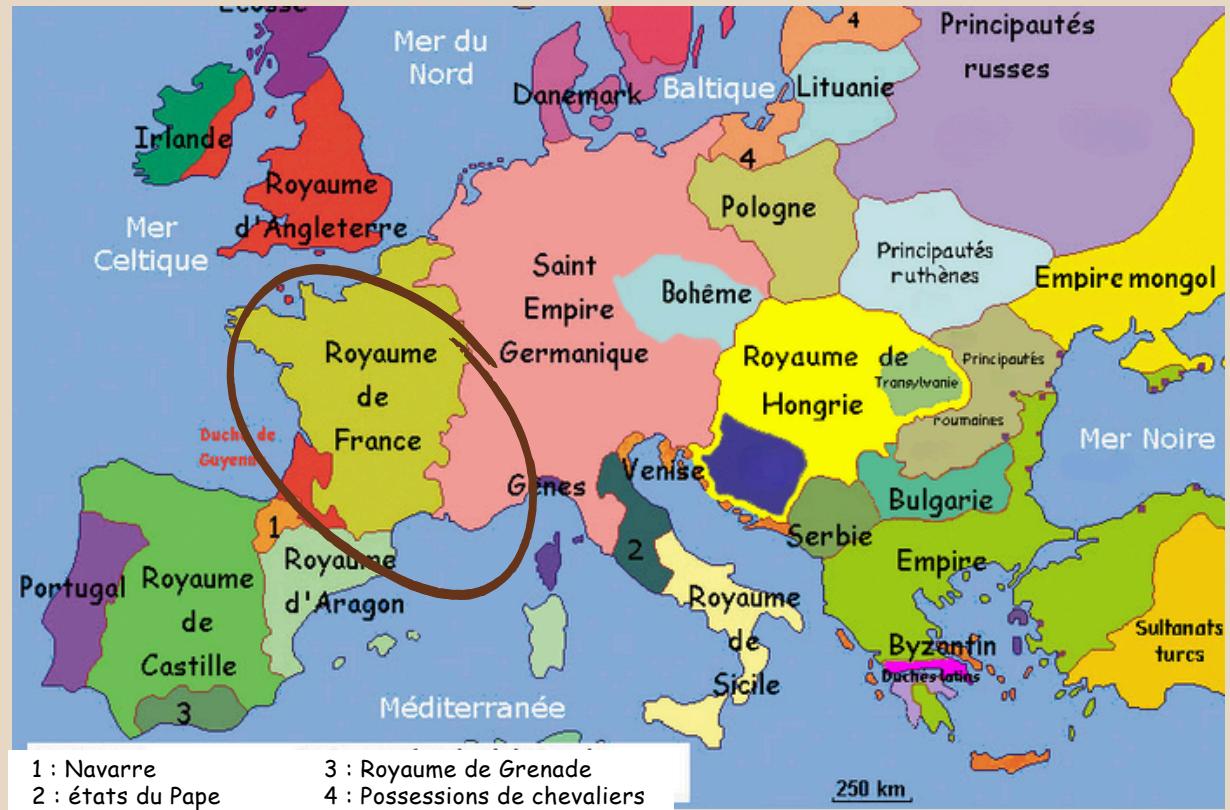 Ecosse
Mer du
Nord
Danemark
Baltique
4
Lituanie
Principautés
russes
Irlande
Royaume
d'Angleterre
4
Pologne
Mer
Celtique
Saint
Empire
Germanique
Bohême
Principautés
ruthènes
Empire mongol
Royaume
de
France
Royaume de
Hongrie
Transylvanie
Principautés
roumaines
Duché de
Guyenne
Mer Noire
Gênes
Venise
Bulgarie
1
Serbie
2
Empire
Byzantin
Portugal
Royaume
de
Castille
Royaume
d'Aragon
Royaume
de
Sicile
Sultanats
turcs
Duchés latins
3
Méditerranée
1 : Navarre
2 : états du Pape
3 : Royaume de Grenade
4 : Possessions de chevaliers
250 km